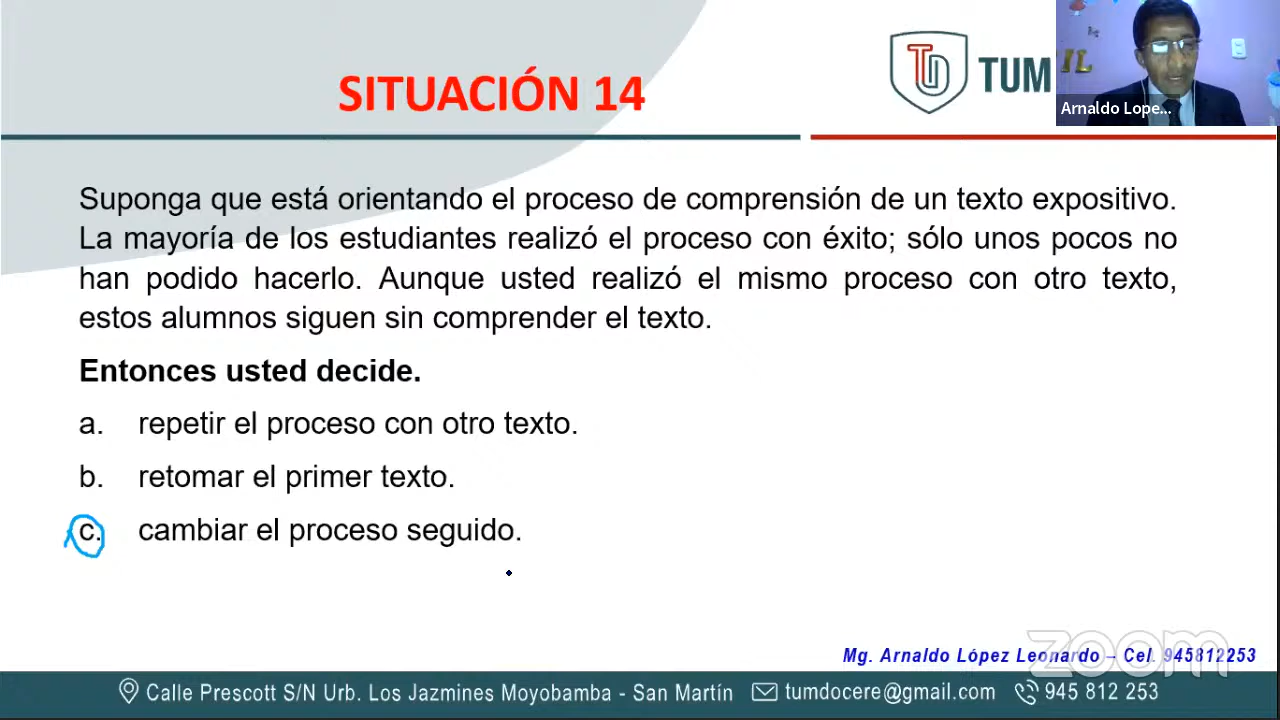 SITUACIÓN 14
TUM
IL
Arnaldo Lope...
Suponga que está orientando el proceso de comprensión de un texto expositivo.
La mayoría de los estudiantes realizó el proceso con éxito; sólo unos pocos no
han podido hacerlo. Aunque usted realizó el mismo proceso con otro texto,
estos alumnos siguen sin comprender el texto.
Entonces usted decide.
a. repetir el proceso con otro texto.
b. retomar el primer texto.
c. cambiar el proceso seguido.
zoom
Mg. Arnaldo López Leonardo – Cel. 945812253
Calle Prescott S/N Urb. Los Jazmines Moyobamba - San Martín tumdocere@gmail.com 945 812 253